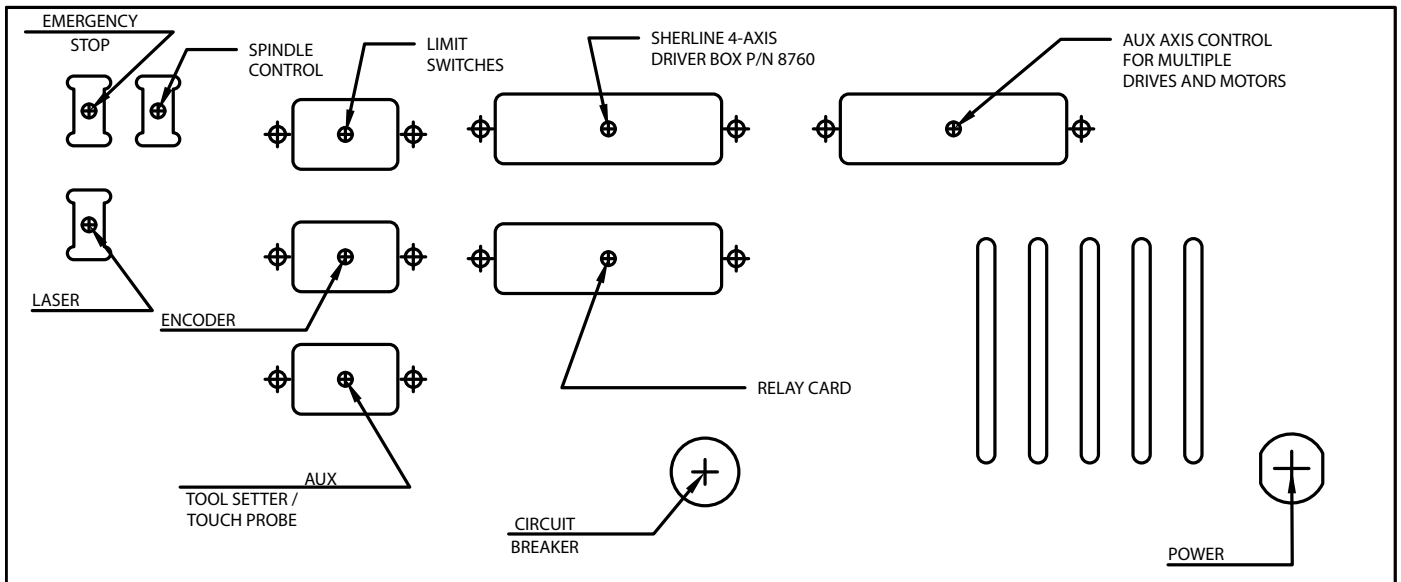 EMERGENCY
STOP
SPINDLE
CONTROL
LIMIT
SWITCHES
SHERLINE 4-AXIS
DRIVER BOX P/N 8760
AUX AXIS CONTROL
FOR MULTIPLE
DRIVES AND MOTORS
LASER
ENCODER
RELAY CARD
AUX
TOOL SETTER /
TOUCH PROBE
CIRCUIT
BREAKER
POWER